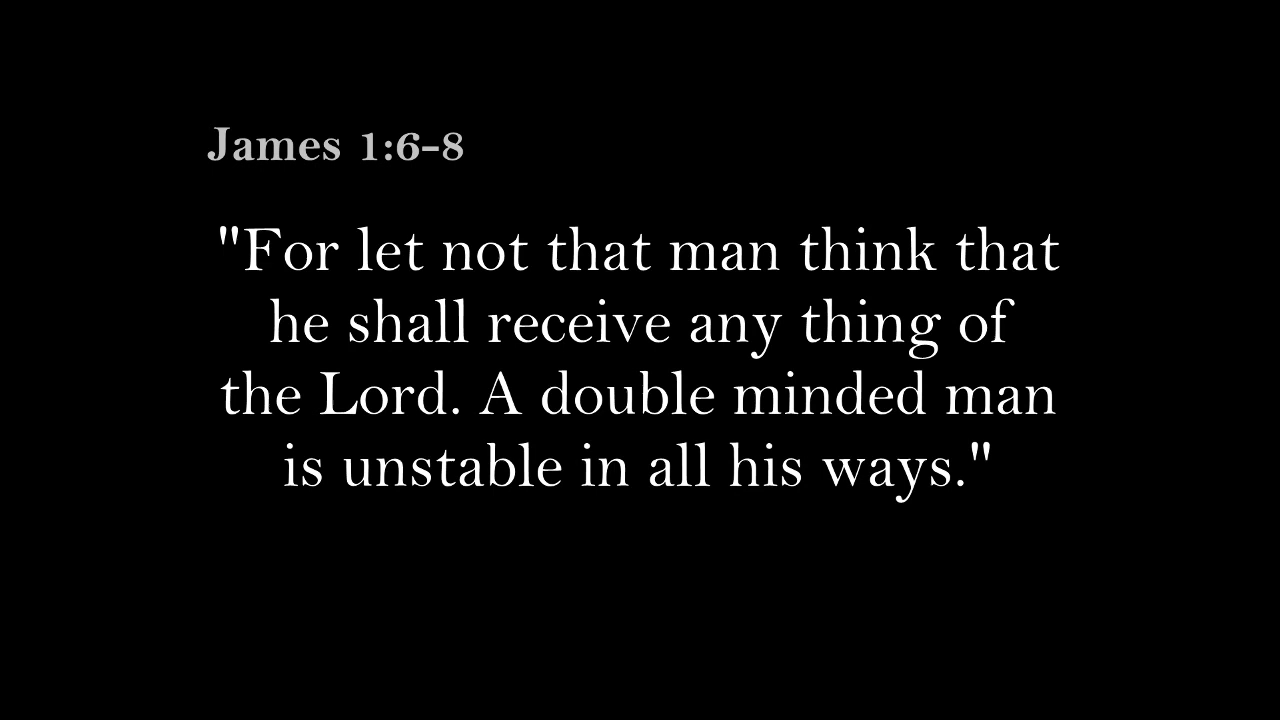 James 1:6-8
"For let not that man think that
he shall receive any thing of
the Lord. A double minded man
is unstable in all his ways."